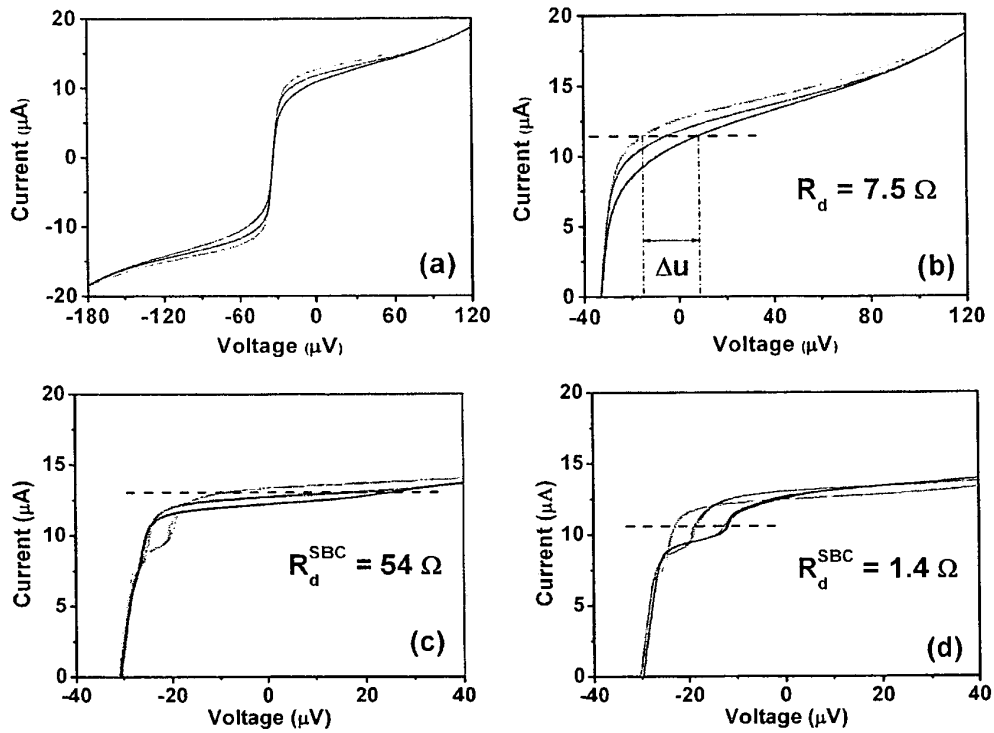 20
10
0
-10
-20
Current (μA)
(a)
-180
-120
-60
0
60
120
Voltage (μV)
20
15
10
5
0
Current (μA)
R_d = 7.5 Ω
Δu
(b)
-40
0
40
80
120
Voltage (μV)
20
15
10
5
0
Current (μA)
R_d^SBC = 54 Ω
(c)
-40
-20
0
20
40
Voltage (μV)
20
15
10
5
0
Current (μA)
R_d^SBC = 1.4 Ω
(d)
-40
-20
0
20
40
Voltage (μV)